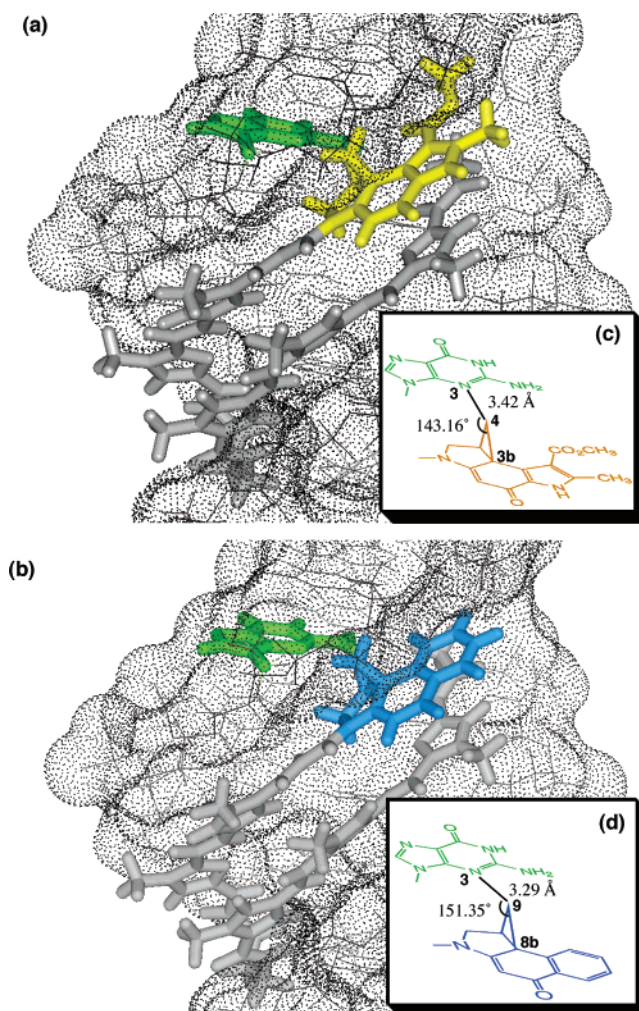 (a)
(c)
O
N
NH
N
N
NH₂
3
3.42 Å
4
143.16°
3b
CO₂CH₃
N
CH₃
N
H
O
(b)
(d)
O
N
NH
N
N
NH₂
3
3.29 Å
9
151.35°
8b
N
O